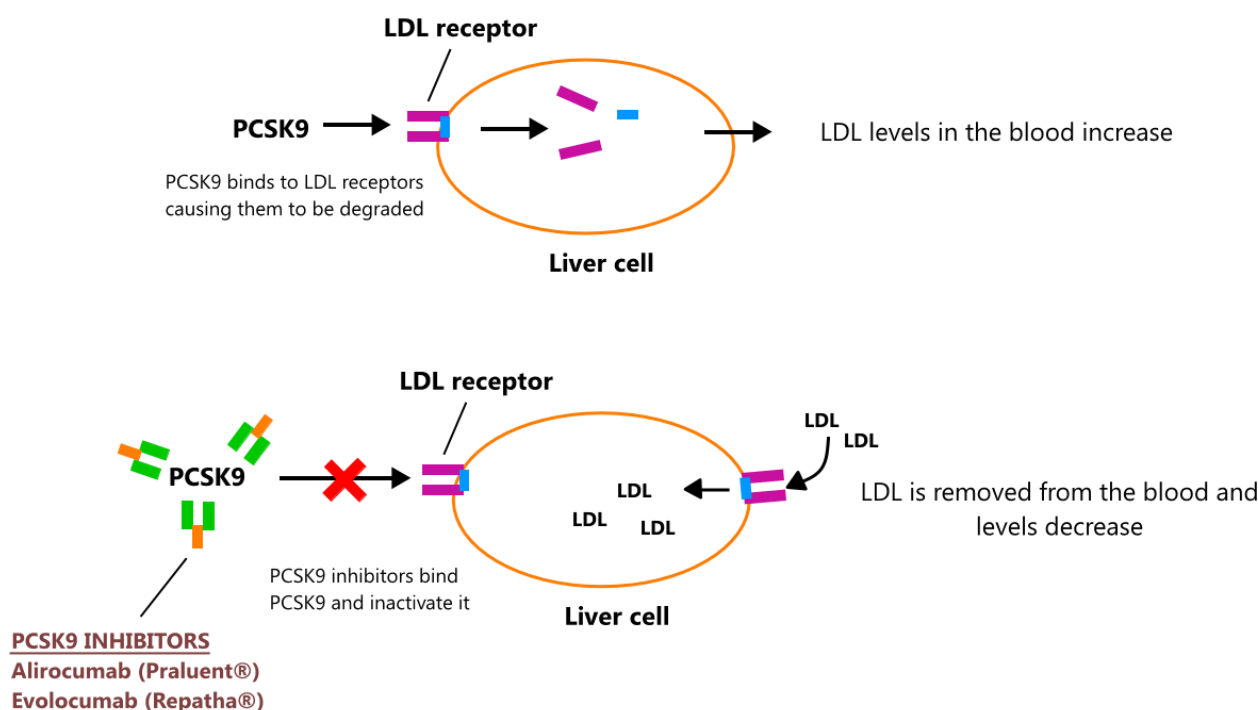 LDL receptor
PCSK9
LDL levels in the blood increase
PCSK9 binds to LDL receptors
causing them to be degraded
Liver cell
LDL receptor
LDL
LDL
PCSK9
LDL
LDL
LDL
LDL is removed from the blood and
levels decrease
PCSK9 inhibitors bind
PCSK9 and inactivate it
Liver cell
PCSK9 INHIBITORS
Alirocumab (Praluent®)
Evolocumab (Repatha®)